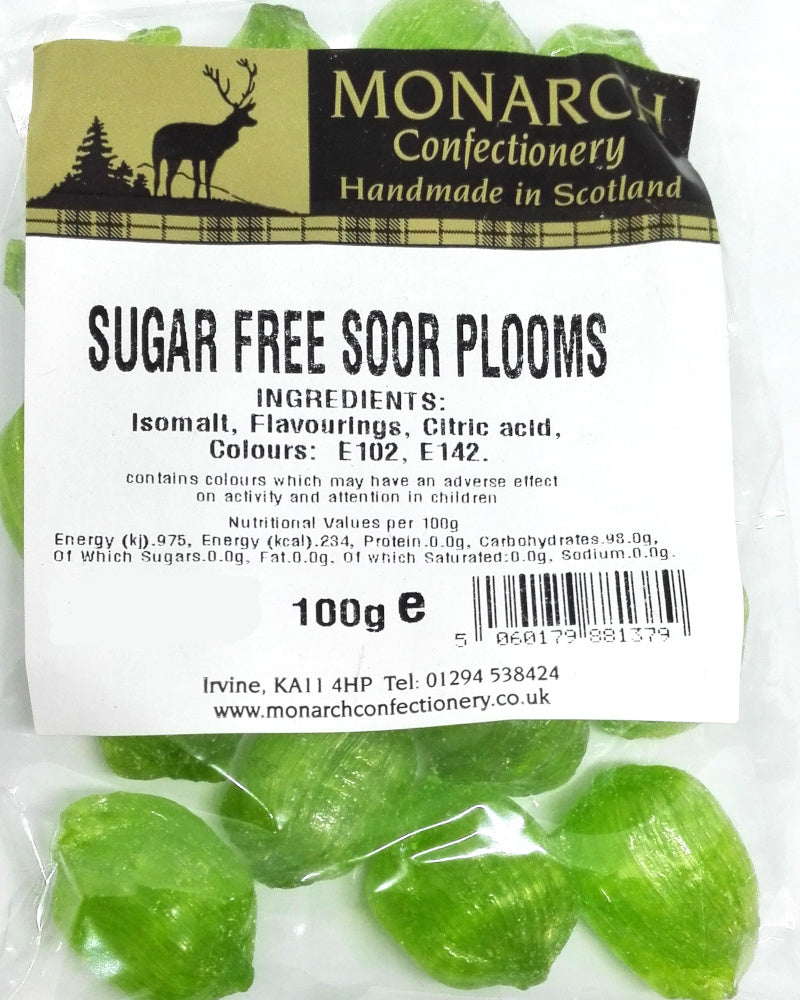 MONARCH
Confectionery
Handmade in Scotland
SUGAR FREE SOOR PLOOMS
INGREDIENTS:
Isomalt, Flavourings, Citric acid,
Colours: E102, E142.
contains colours which may have an adverse effect
on activity and attention in children
Nutritional Values per 100g
Energy (kj).975, Energy (kcal).234, Protein.0.0g, Carbohydrates.98.0g,
Of Which Sugars.0.0g, Fat.0.0g, Of which Saturated:0.0g, Sodium.0.0g.
100g e
5 060179 881379
Irvine, KA11 4HP Tel: 01294 538424
www.monarchconfectionery.co.uk